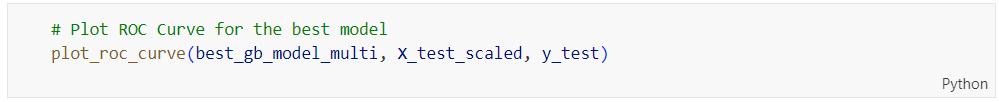 # Plot ROC Curve for the best model
plot_roc_curve(best_gb_model_multi, X_test_scaled, y_test)
Python